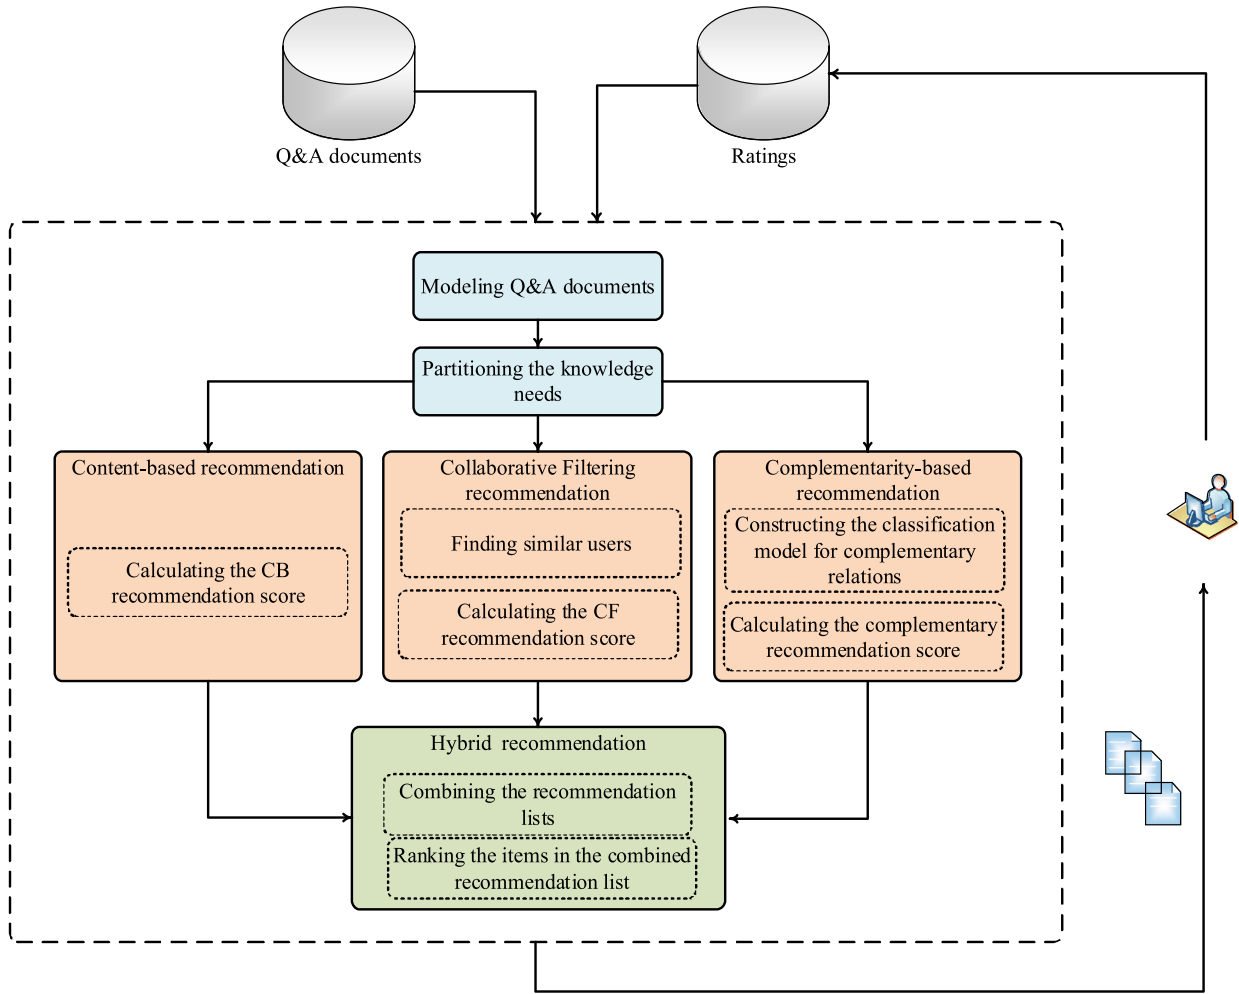 Q&A documents
Ratings
Modeling Q&A documents
Partitioning the knowledge
needs
Content-based recommendation
Calculating the CB
recommendation score
Collaborative Filtering
recommendation
Finding similar users
Calculating the CF
recommendation score
Complementarity-based
recommendation
Constructing the classification
model for complementary
relations
Calculating the complementary
recommendation score
Hybrid recommendation
Combining the recommendation
lists
Ranking the items in the combined
recommendation list